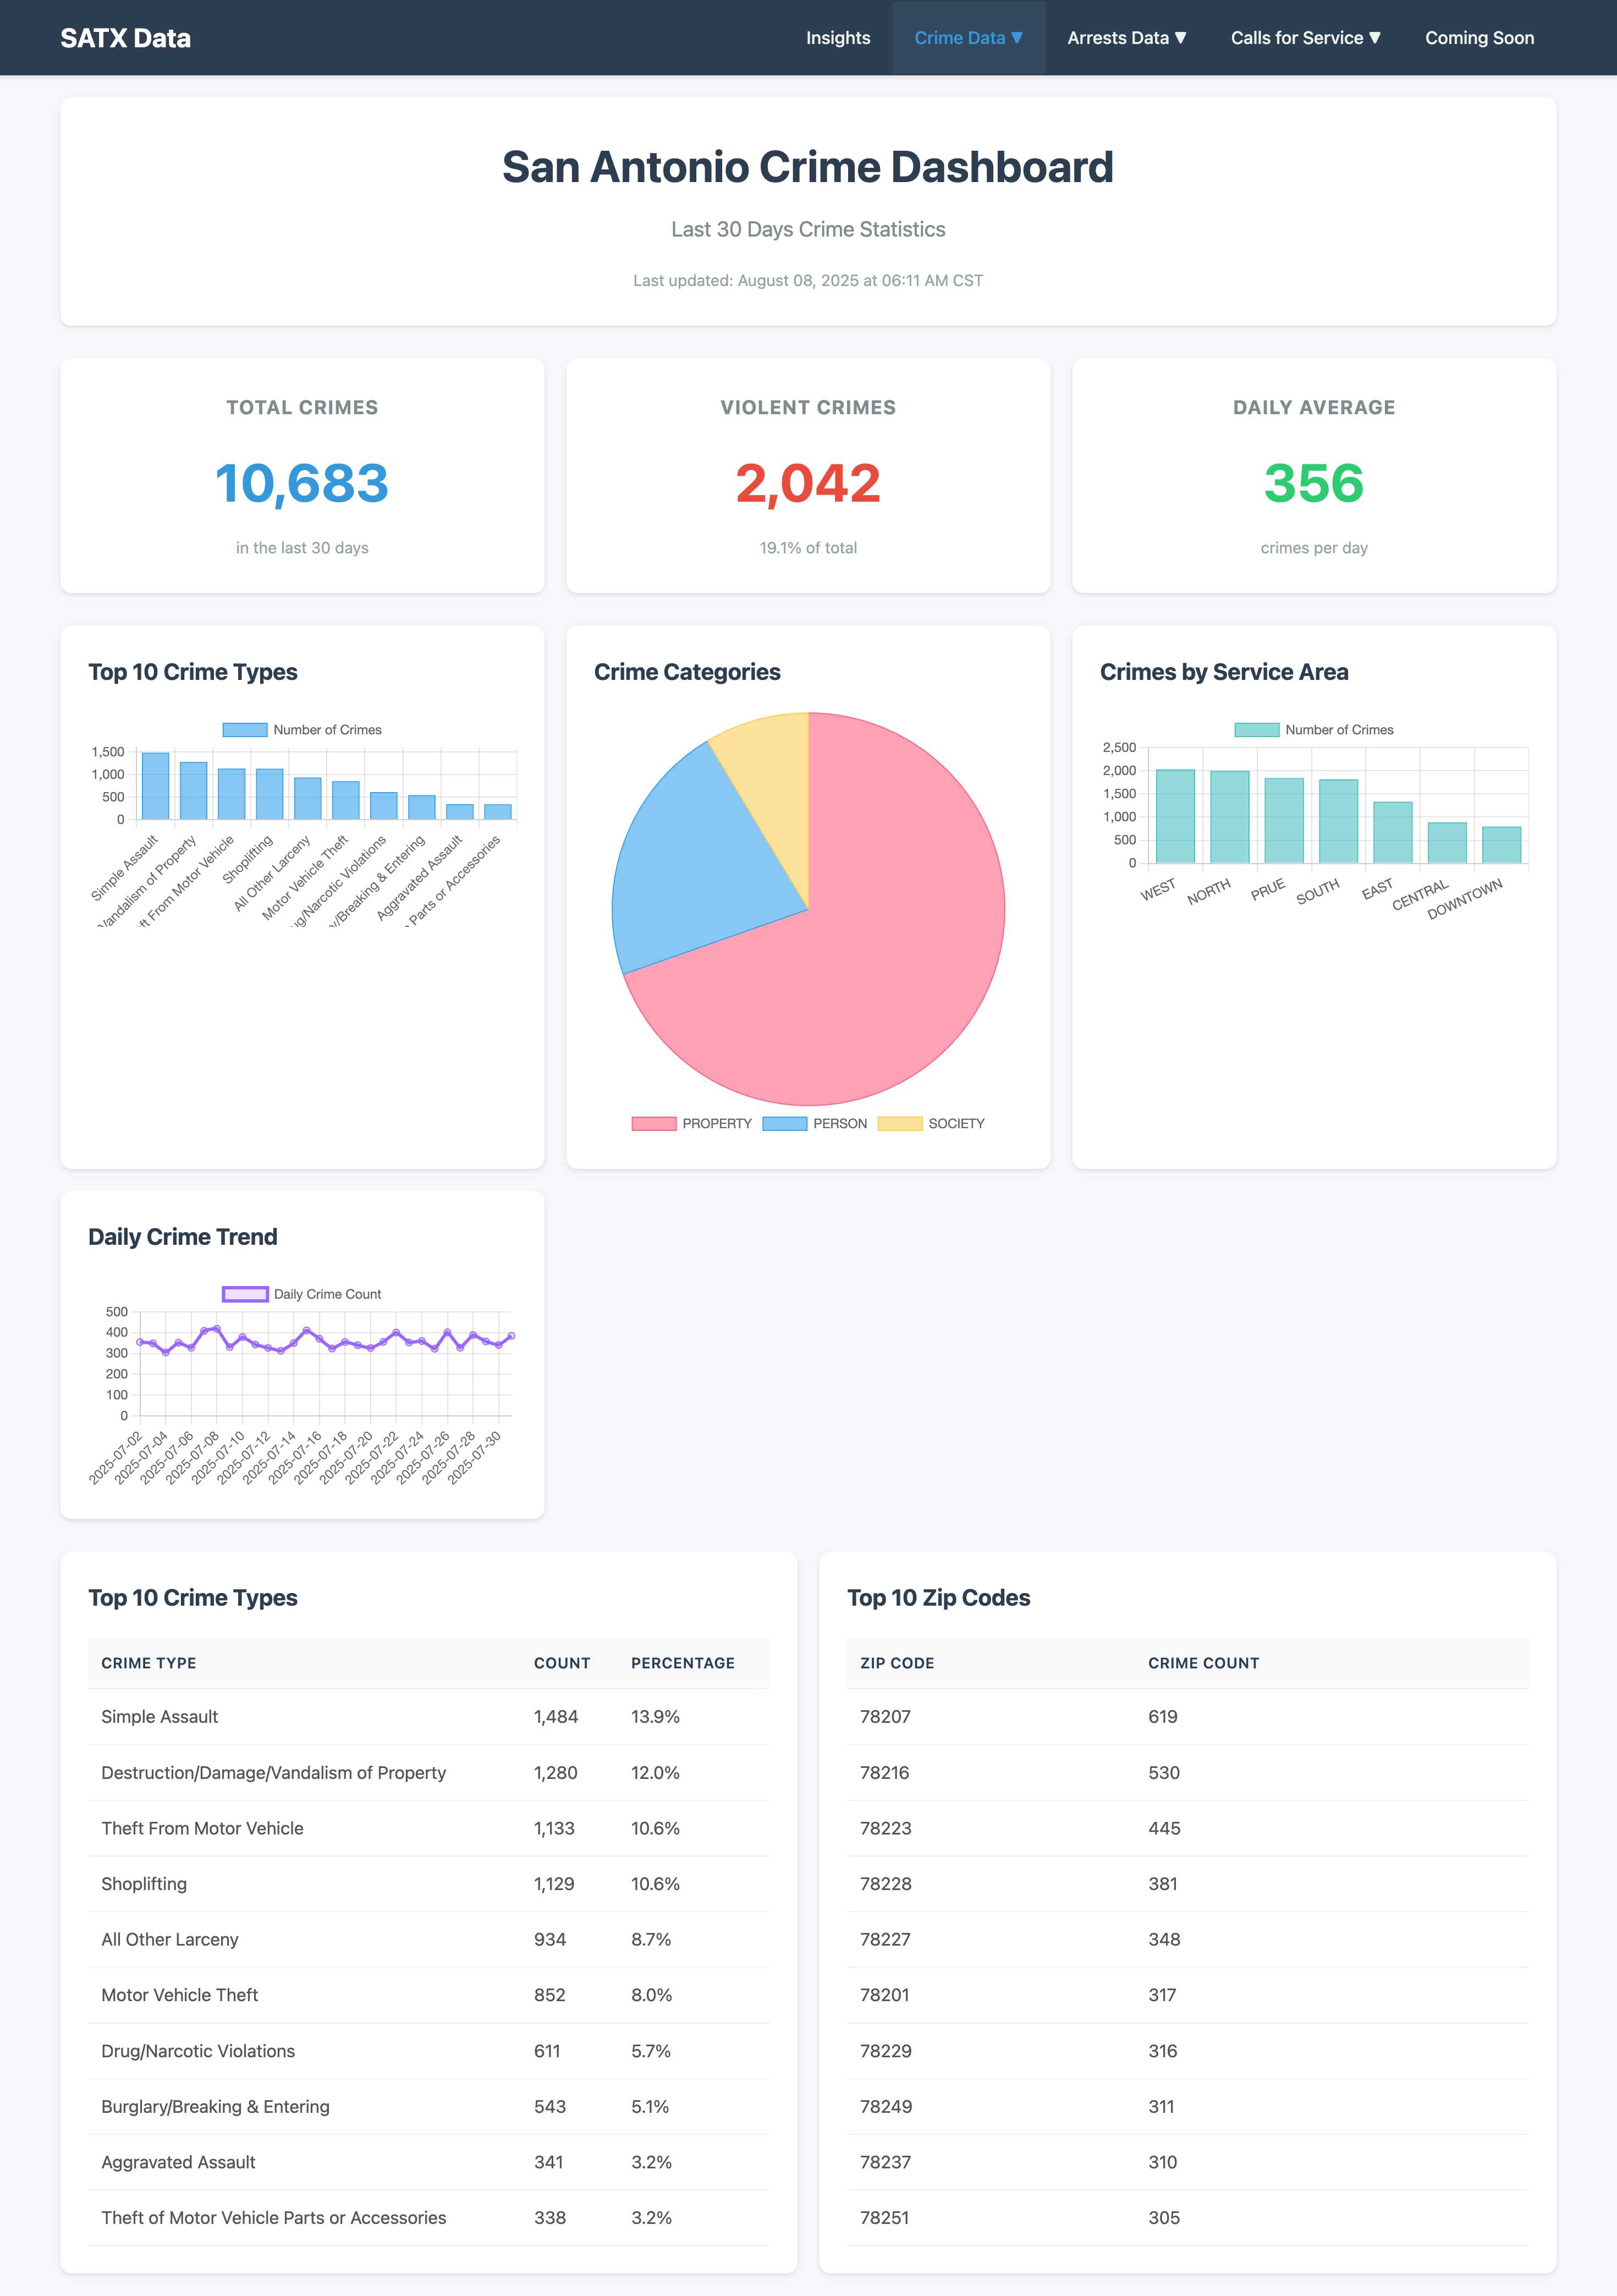 SATX Data
Insights
Crime Data ▼
Arrests Data ▼
Calls for Service ▼
Coming Soon
San Antonio Crime Dashboard
Last 30 Days Crime Statistics
Last updated: August 08, 2025 at 06:11 AM CST
TOTAL CRIMES
10,683
in the last 30 days
VIOLENT CRIMES
2,042
19.1% of total
DAILY AVERAGE
356
crimes per day
Top 10 Crime Types
Number of Crimes
1,500
1,000
500
0
Simple Assault
Vandalism of Property
ft From Motor Vehicle
Shoplifting
All Other Larceny
Motor Vehicle Theft
ug/Narcotic Violations
y/Breaking & Entering
Aggravated Assault
Parts or Accessories
Crime Categories
PROPERTY
PERSON
SOCIETY
Crimes by Service Area
Number of Crimes
2,500
2,000
1,500
1,000
500
0
WEST
NORTH
PRUE
SOUTH
EAST
CENTRAL
DOWNTOWN
Daily Crime Trend
Daily Crime Count
500
400
300
200
100
0
2025-07-02
2025-07-04
2025-07-06
2025-07-08
2025-07-10
2025-07-12
2025-07-14
2025-07-16
2025-07-18
2025-07-20
2025-07-22
2025-07-24
2025-07-26
2025-07-28
2025-07-30
Top 10 Crime Types
CRIME TYPE COUNT PERCENTAGE
Simple Assault 1,484 13.9%
Destruction/Damage/Vandalism of Property 1,280 12.0%
Theft From Motor Vehicle 1,133 10.6%
Shoplifting 1,129 10.6%
All Other Larceny 934 8.7%
Motor Vehicle Theft 852 8.0%
Drug/Narcotic Violations 611 5.7%
Burglary/Breaking & Entering 543 5.1%
Aggravated Assault 341 3.2%
Theft of Motor Vehicle Parts or Accessories 338 3.2%
Top 10 Zip Codes
ZIP CODE CRIME COUNT
78207 619
78216 530
78223 445
78228 381
78227 348
78201 317
78229 316
78249 311
78237 310
78251 305